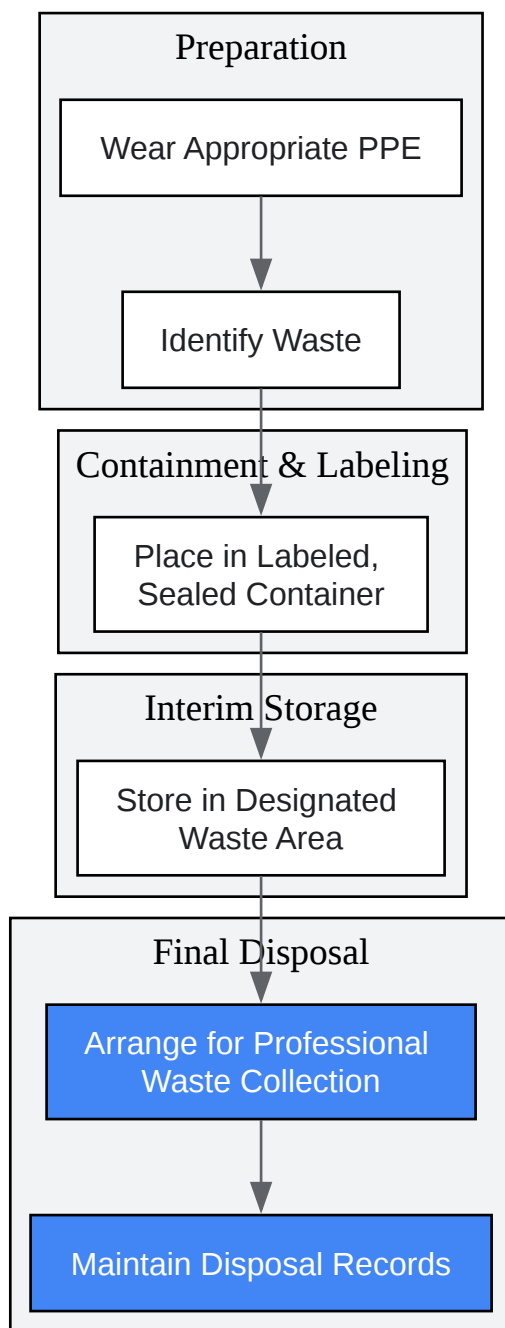 Preparation
Wear Appropriate PPE
Identify Waste
Containment & Labeling
Place in Labeled,
Sealed Container
Interim Storage
Store in Designated
Waste Area
Final Disposal
Arrange for Professional
Waste Collection
Maintain Disposal Records